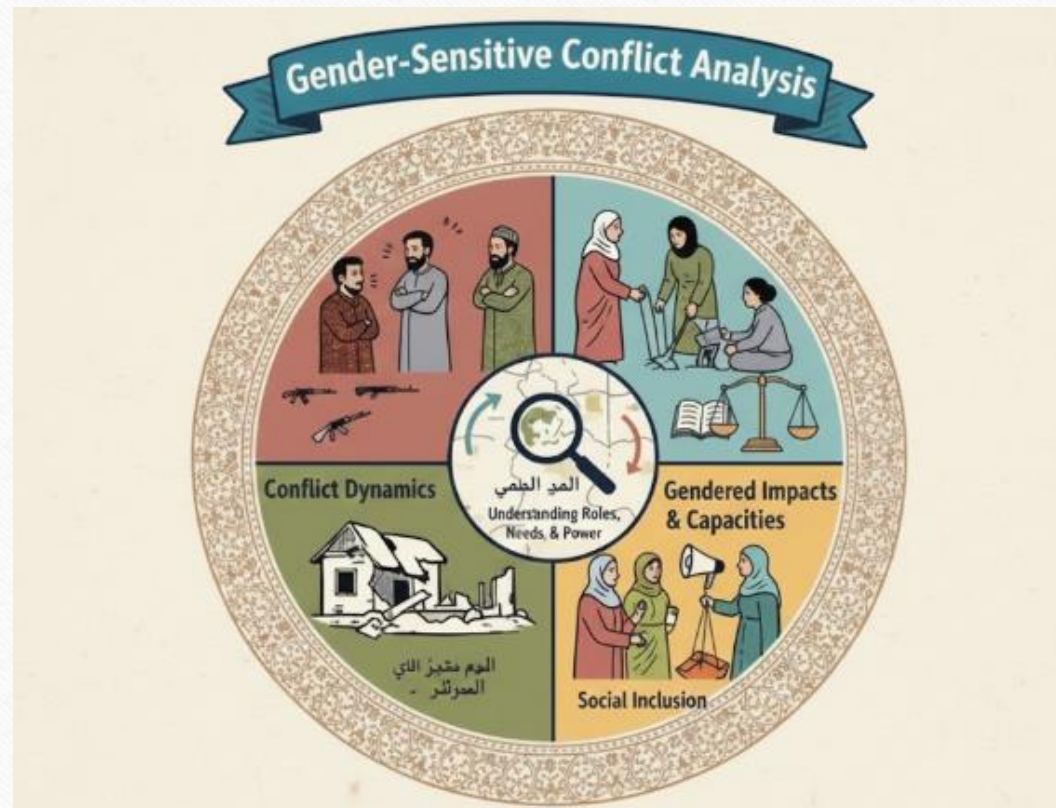 Gender-Sensitive Conflict Analysis
Conflict Dynamics
Understanding Roles,
Needs, & Power
Gendered Impacts
& Capacities
Social Inclusion